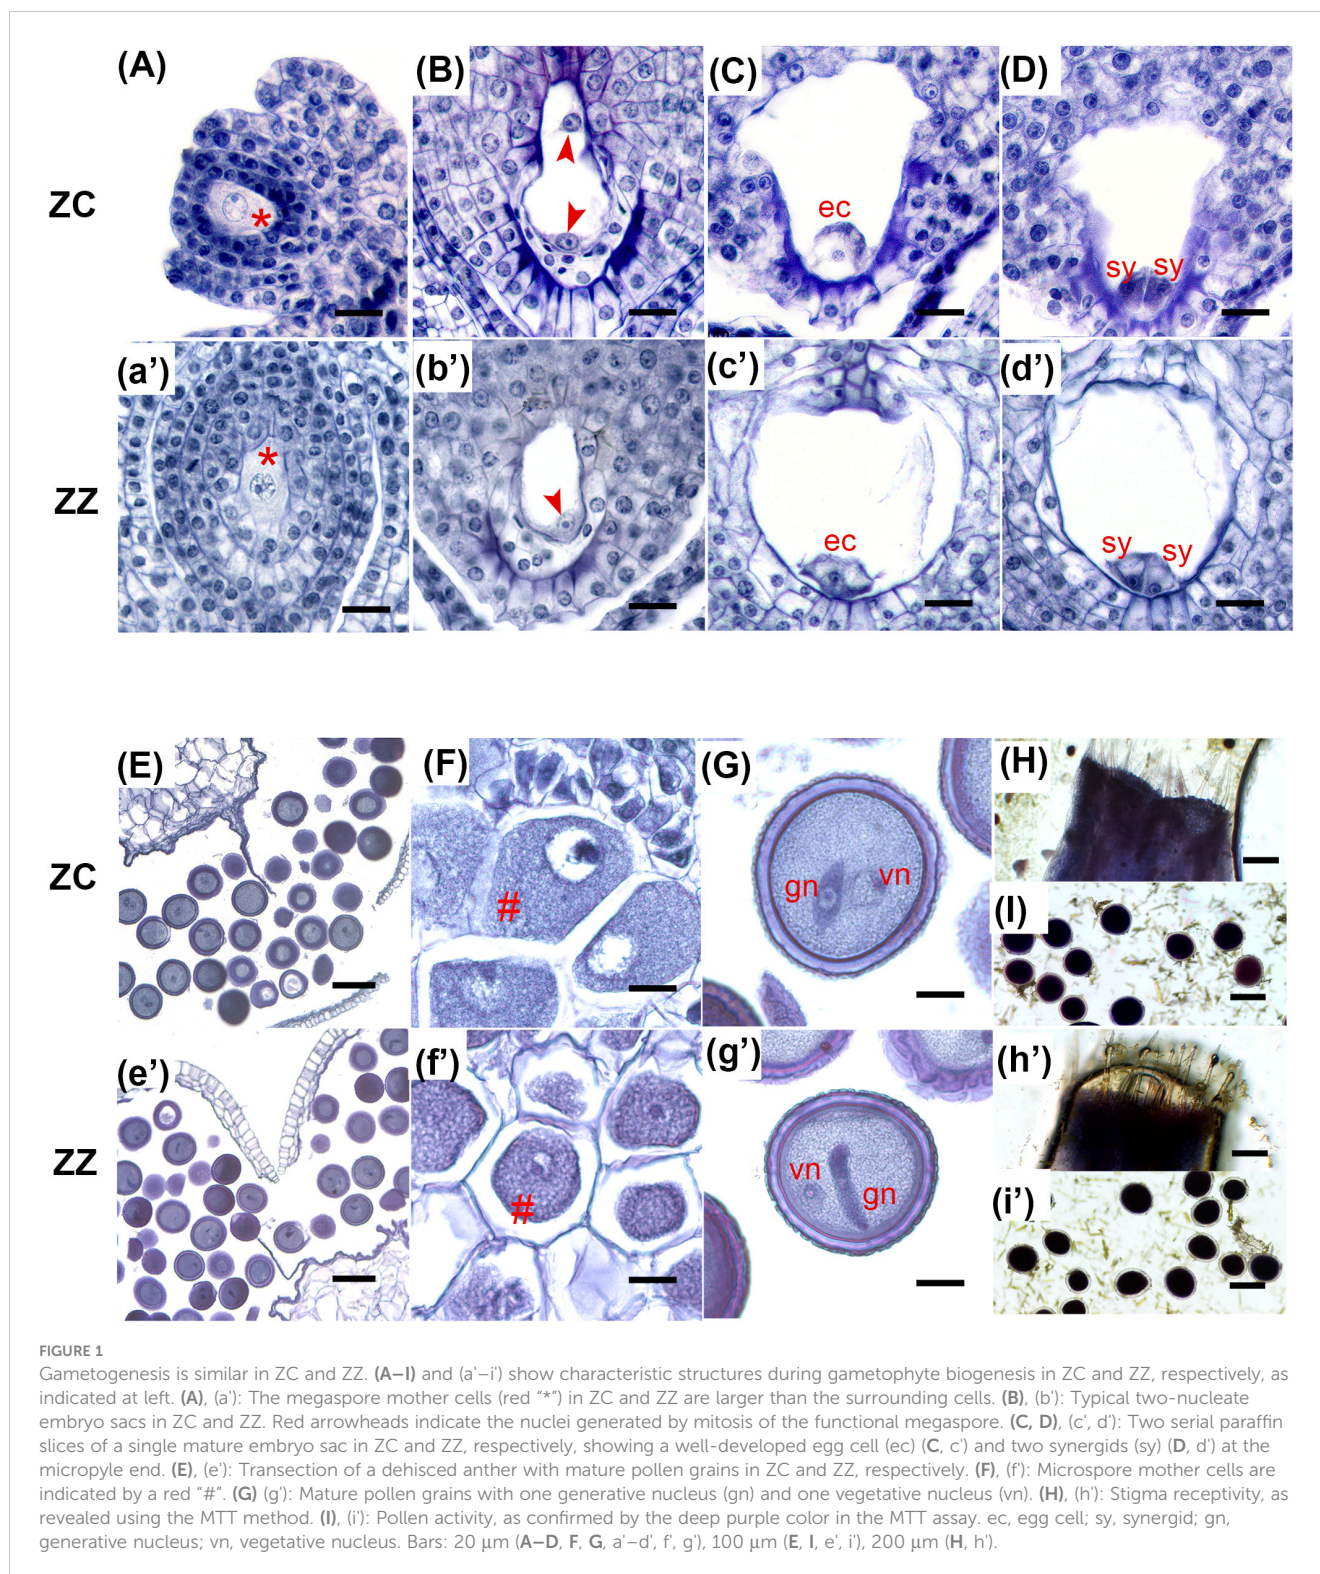 (A) (B) (C) (D)
ZC
*
ec
sy sy
(a') (b') (c') (d')
ZZ
*
ec
sy sy
(E) (F) (G) (H)
ZC
#
gn vn
(I)
(e') (f') (g') (h')
ZZ
#
vn gn
(i')
FIGURE 1
Gametogenesis is similar in ZC and ZZ. (A–I) and (a'–i') show characteristic structures during gametophyte biogenesis in ZC and ZZ, respectively, as
indicated at left. (A), (a'): The megaspore mother cells (red “*”) in ZC and ZZ are larger than the surrounding cells. (B), (b'): Typical two-nucleate
embryo sacs in ZC and ZZ. Red arrowheads indicate the nuclei generated by mitosis of the functional megaspore. (C, D), (c', d'): Two serial paraffin
slices of a single mature embryo sac in ZC and ZZ, respectively, showing a well-developed egg cell (ec) (C, c') and two synergids (sy) (D, d') at the
micropyle end. (E), (e'): Transection of a dehisced anther with mature pollen grains in ZC and ZZ, respectively. (F), (f'): Microspore mother cells are
indicated by a red “#”. (G) (g'): Mature pollen grains with one generative nucleus (gn) and one vegetative nucleus (vn). (H), (h'): Stigma receptivity, as
revealed using the MTT method. (I), (i'): Pollen activity, as confirmed by the deep purple color in the MTT assay. ec, egg cell; sy, synergid; gn,
generative nucleus; vn, vegetative nucleus. Bars: 20 μm (A–D, F, G, a'–d', f', g'), 100 μm (E, I, e', i'), 200 μm (H, h').